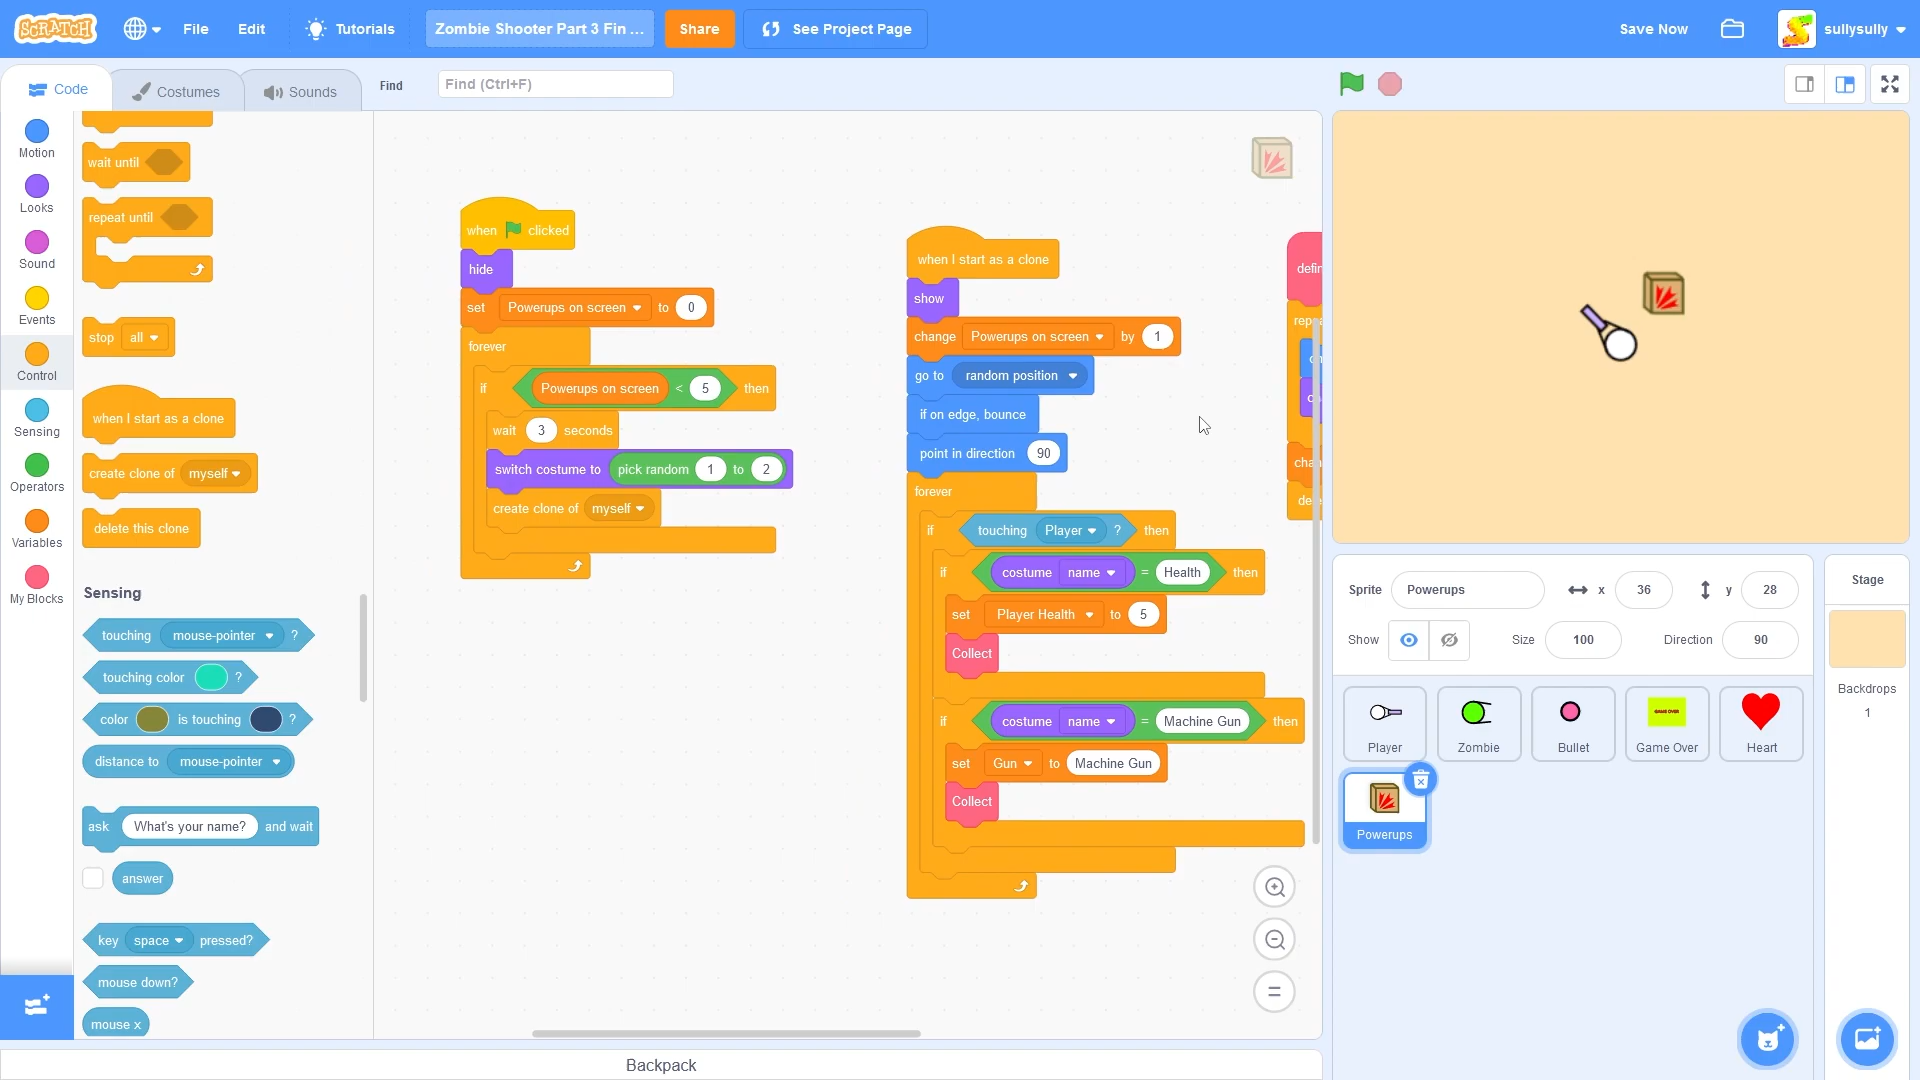 SCRATCH
File
Edit
Tutorials
Zombie Shooter Part 3 Fin ...
Share
See Project Page
Save Now
sullysully
Code
Costumes
Sounds
Find
Find (Ctrl+F)
Motion
Looks
Sound
Events
Control
Sensing
Operators
Variables
My Blocks
wait until
repeat until
stop all
when I start as a clone
create clone of myself
delete this clone
Sensing
touching mouse-pointer ?
touching color ?
color is touching ?
distance to mouse-pointer
ask What's your name? and wait
answer
key space pressed?
mouse down?
mouse x
when clicked
hide
set Powerups on screen to 0
forever
if Powerups on screen < 5 then
wait 3 seconds
switch costume to pick random 1 to 2
create clone of myself
when I start as a clone
show
change Powerups on screen by 1
go to random position
if on edge, bounce
point in direction 90
forever
if touching Player ? then
if costume name = Health then
set Player Health to 5
Collect
if costume name = Machine Gun then
set Gun to Machine Gun
Collect
Sprite Powerups x 36 y 28
Show Size 100 Direction 90
Player
Zombie
Bullet
GAME OVER
Game Over
Heart
Powerups
Stage
Backdrops
1
Backpack